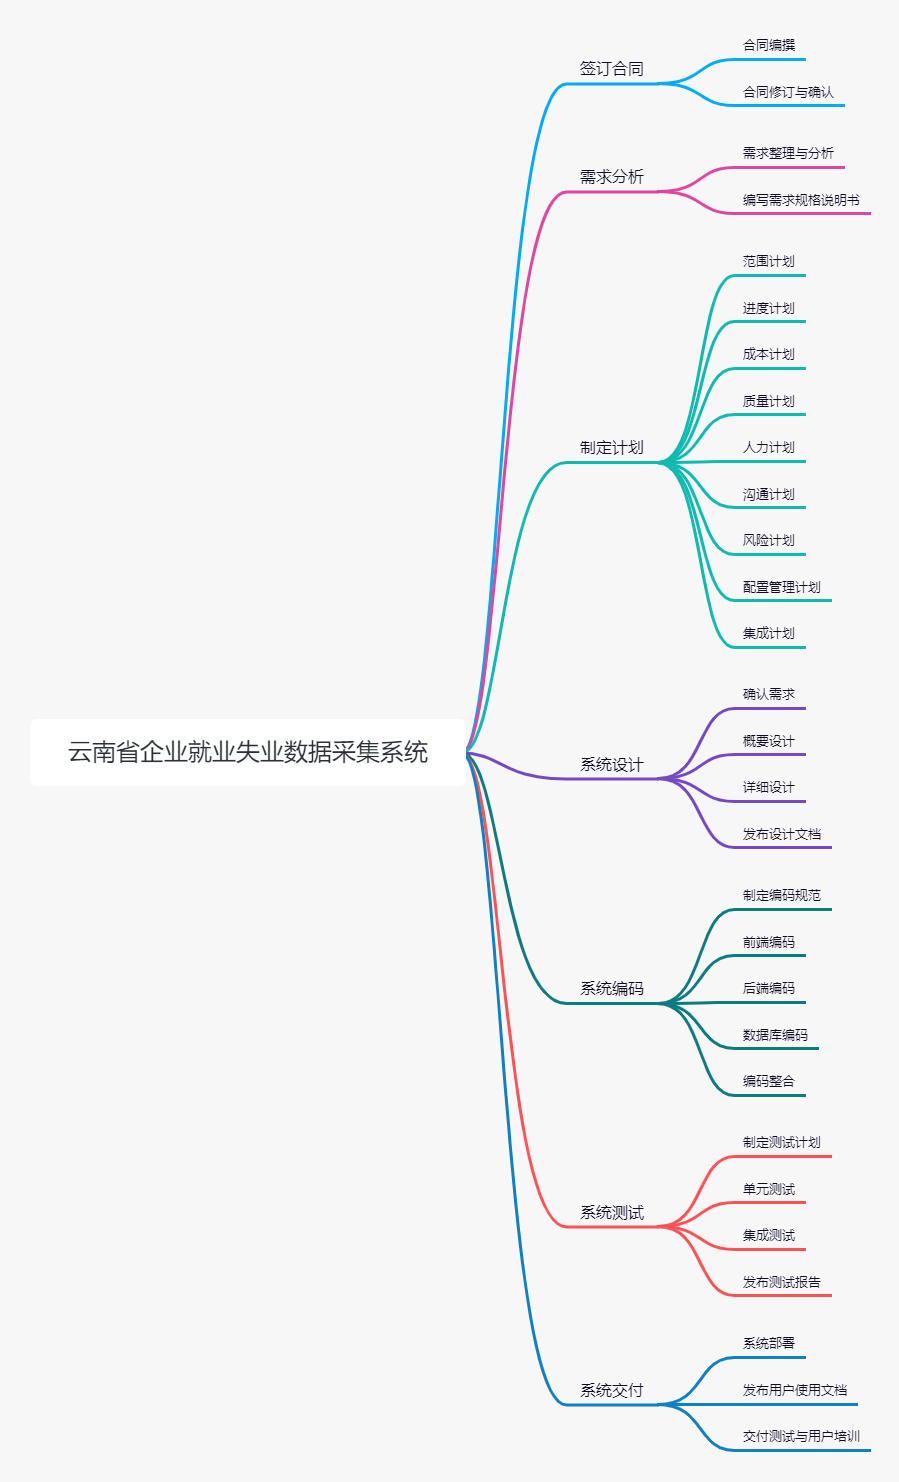 云南省企业就业失业数据采集系统
签订合同
合同编撰
合同修订与确认
需求分析
需求整理与分析
编写需求规格说明书
制定计划
范围计划
进度计划
成本计划
质量计划
人力计划
沟通计划
风险计划
配置管理计划
集成计划
系统设计
确认需求
概要设计
详细设计
发布设计文档
系统编码
制定编码规范
前端编码
后端编码
数据库编码
编码整合
系统测试
制定测试计划
单元测试
集成测试
发布测试报告
系统交付
系统部署
发布用户使用文档
交付测试与用户培训